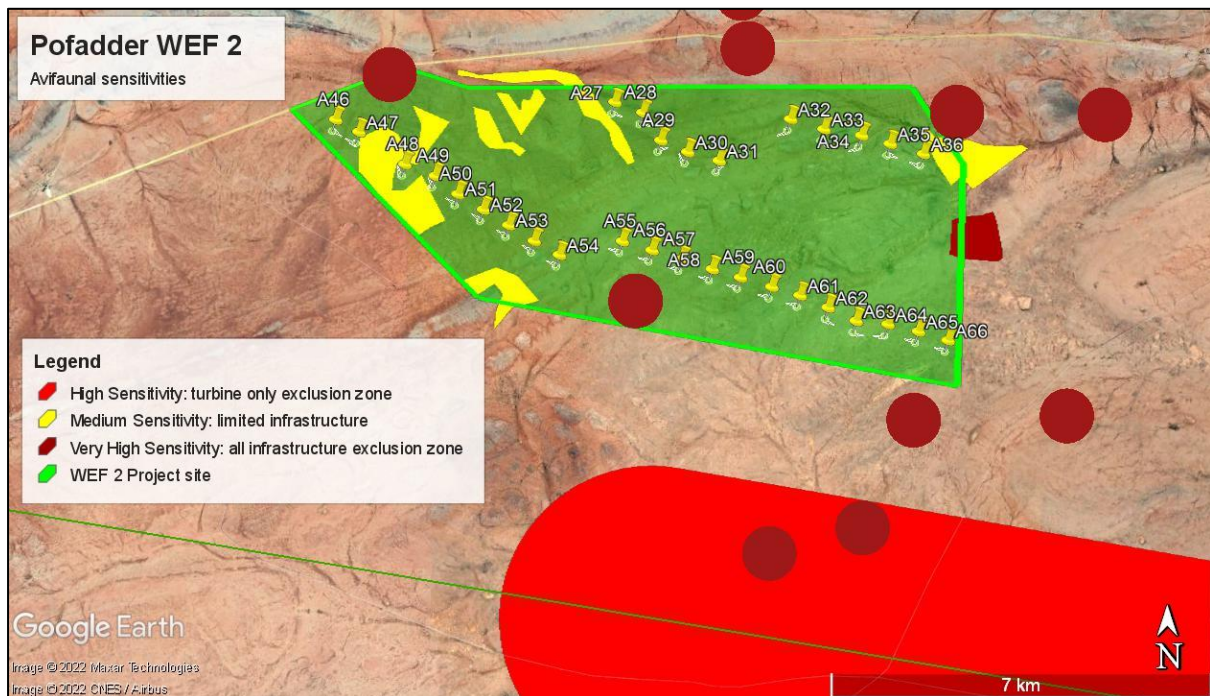 Pofadder WEF 2
Avifaunal sensitivities
A46
A47
A48
A49
A50
A51
A52
A53
A54
A27
A28
A29
A30
A31
A32
A33
A34
A35
A36
A55
A56
A57
A58
A59
A60
A61
A62
A63
A64
A65
A66
Legend
High Sensitivity: turbine only exclusion zone
Medium Sensitivity: limited infrastructure
Very High Sensitivity: all infrastructure exclusion zone
WEF 2 Project site
Google Earth
Image © 2022 Maxar Technologies
Image © 2022 CNES / Airbus
N
7 km